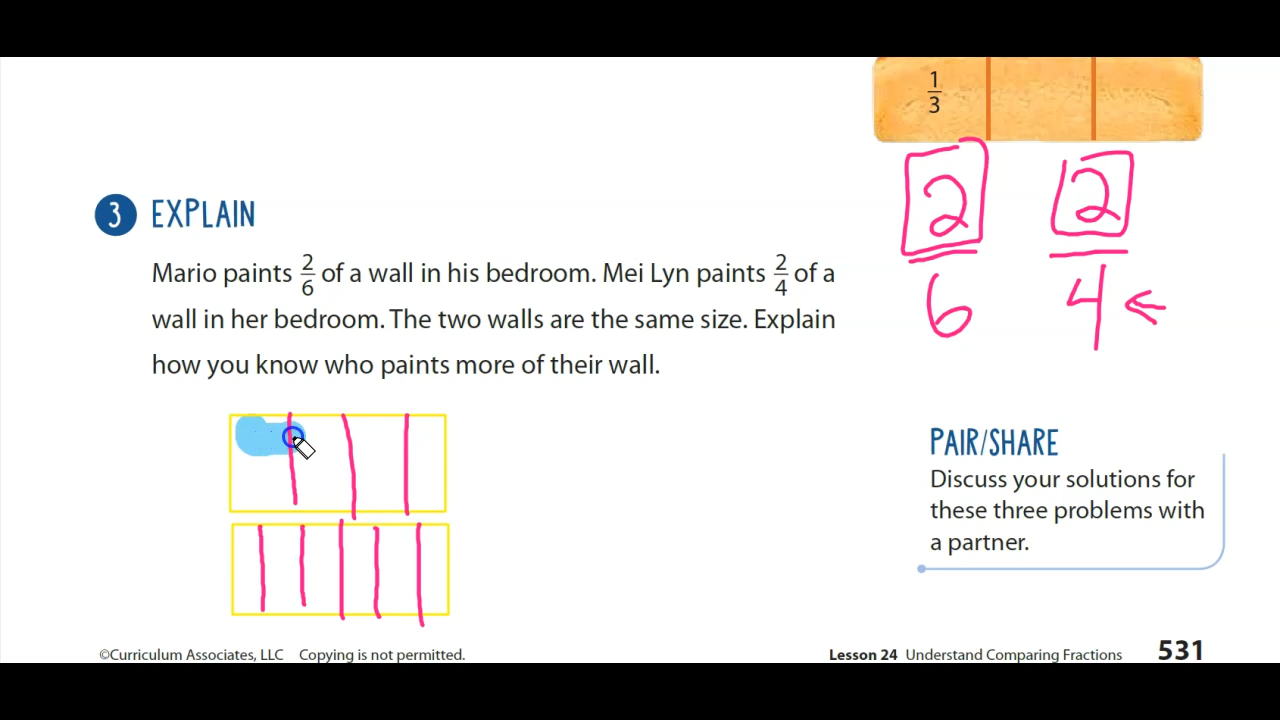 1
3
2 2
6 4
3 EXPLAIN
Mario paints 2/6 of a wall in his bedroom. Mei Lyn paints 2/4 of a
wall in her bedroom. The two walls are the same size. Explain
how you know who paints more of their wall.
PAIR/SHARE
Discuss your solutions for
these three problems with
a partner.
©Curriculum Associates, LLC Copying is not permitted.
Lesson 24 Understand Comparing Fractions 531